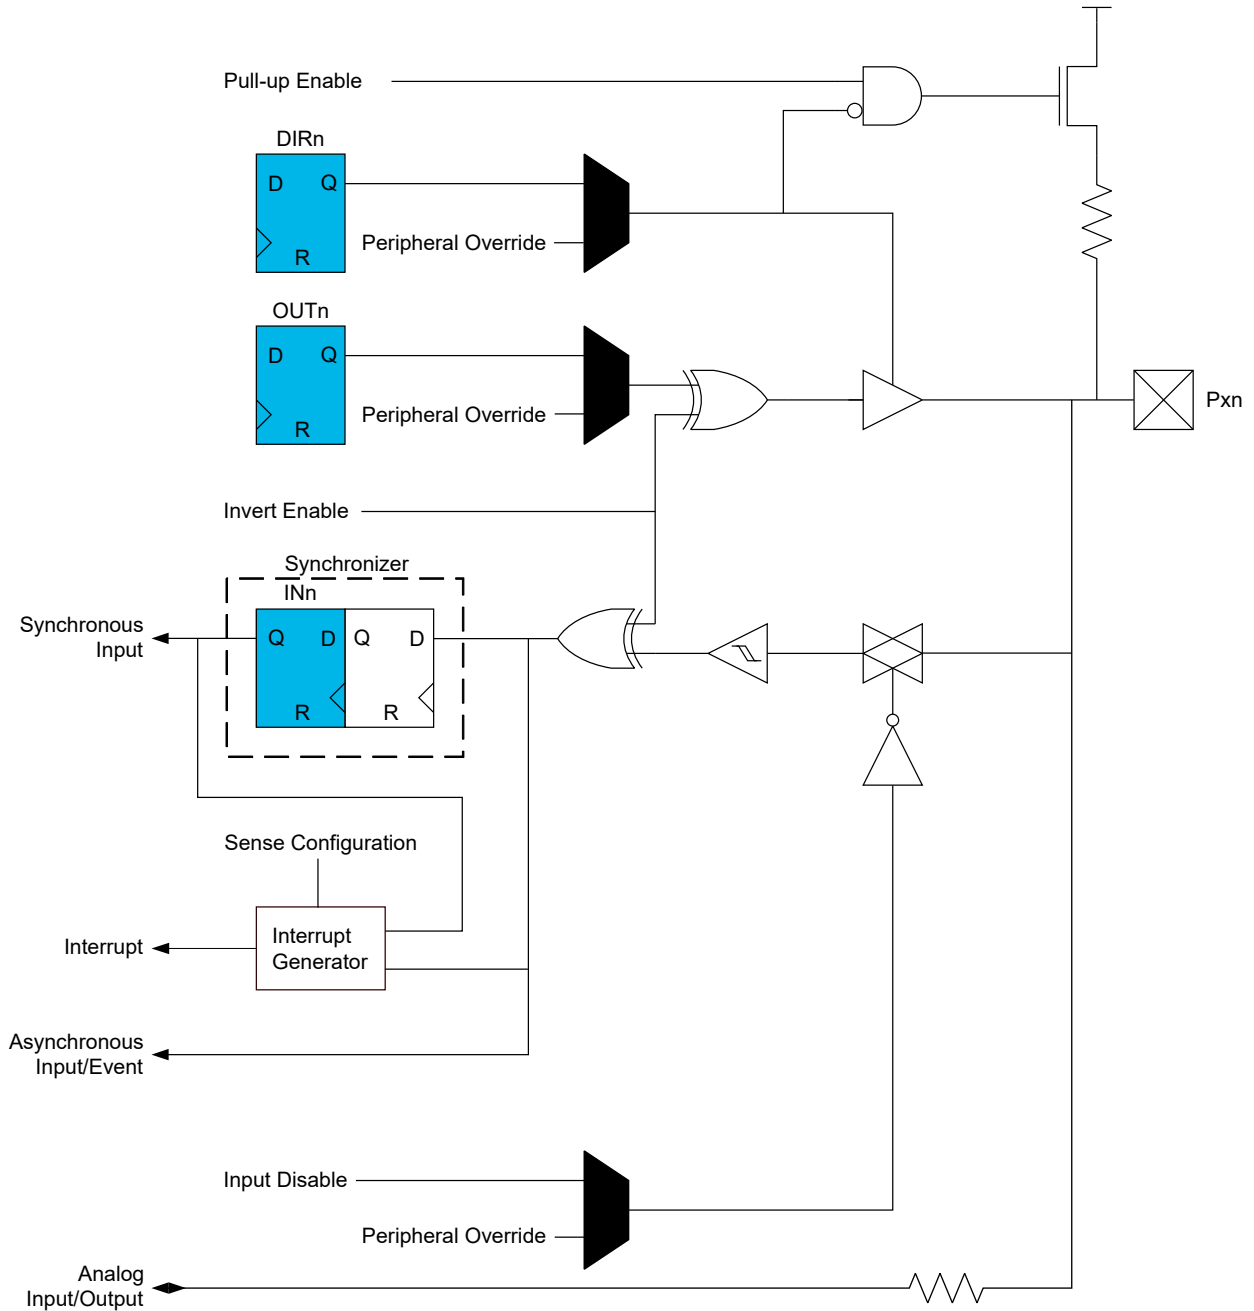 Pull-up Enable
DIRn
D Q
Peripheral Override
R
OUTn
D Q
Pxn
Peripheral Override
R
Invert Enable
Synchronizer
INn
Synchronous
Input
Q D Q D
R R
Sense Configuration
Interrupt
Interrupt
Generator
Asynchronous
Input/Event
Input Disable
Peripheral Override
Analog
Input/Output